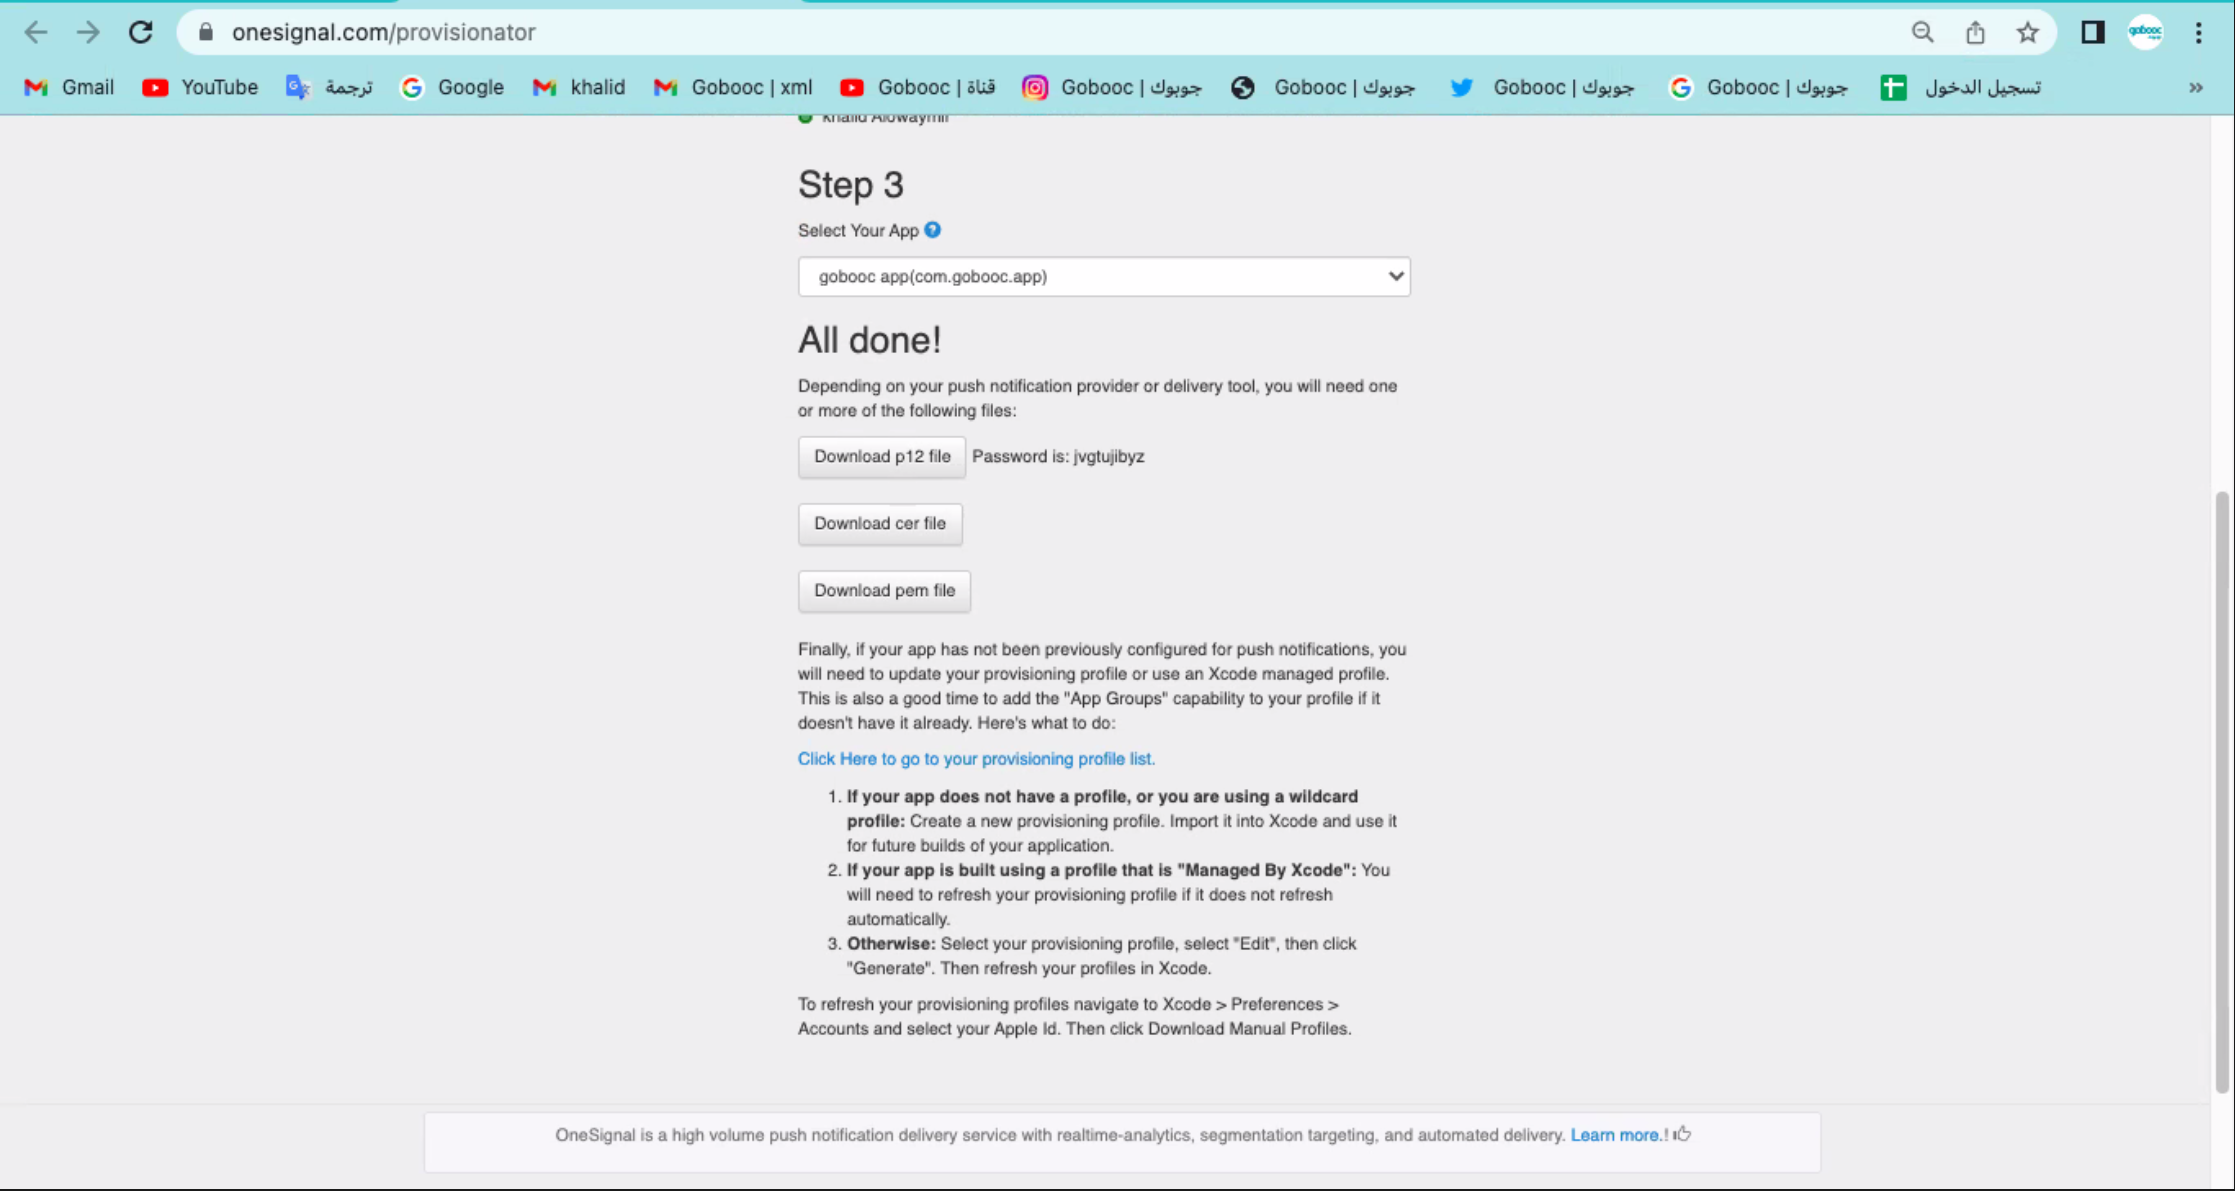 onesignal.com/provisionator
gobooc
Gmail
YouTube
ترجمة
Google
khalid
Gobooc | xml
Gobooc | قناة
Gobooc | جوبوك
Gobooc | جوبوك
Gobooc | جوبوك
Gobooc | جوبوك
تسجيل الدخول
»
khalid Alowaymir
Step 3
Select Your App ?
gobooc app(com.gobooc.app)
All done!
Depending on your push notification provider or delivery tool, you will need one
or more of the following files:
Download p12 file Password is: jvgtujibyz
Download cer file
Download pem file
Finally, if your app has not been previously configured for push notifications, you
will need to update your provisioning profile or use an Xcode managed profile.
This is also a good time to add the "App Groups" capability to your profile if it
doesn't have it already. Here's what to do:
Click Here to go to your provisioning profile list.
1. If your app does not have a profile, or you are using a wildcard
profile: Create a new provisioning profile. Import it into Xcode and use it
for future builds of your application.
2. If your app is built using a profile that is "Managed By Xcode": You
will need to refresh your provisioning profile if it does not refresh
automatically.
3. Otherwise: Select your provisioning profile, select "Edit", then click
"Generate". Then refresh your profiles in Xcode.
To refresh your provisioning profiles navigate to Xcode > Preferences >
Accounts and select your Apple Id. Then click Download Manual Profiles.
OneSignal is a high volume push notification delivery service with realtime-analytics, segmentation targeting, and automated delivery. Learn more.!